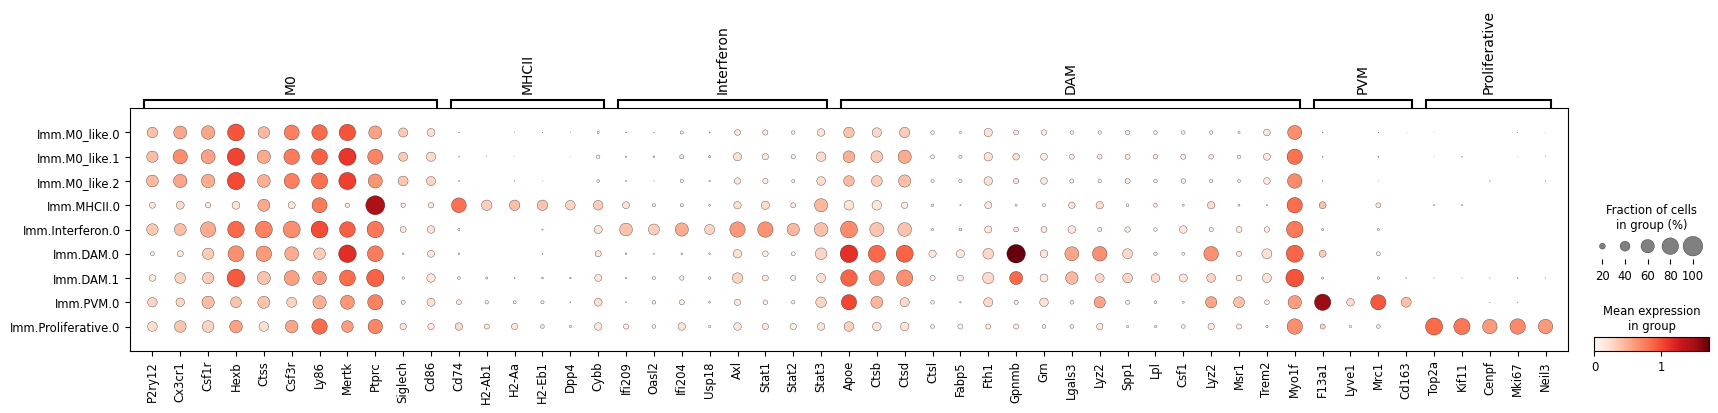 M0
MHCII
Interferon
DAM
PVM
Proliferative
Imm.M0_like.0
Imm.M0_like.1
Imm.M0_like.2
Imm.MHCII.0
Imm.Interferon.0
Imm.DAM.0
Imm.DAM.1
Imm.PVM.0
Imm.Proliferative.0
P2ry12
Cx3cr1
Csf1r
Hexb
Ctss
Csf3r
Ly86
Mertk
Ptprc
Siglech
Cd86
Cd74
H2-Ab1
H2-Aa
H2-Eb1
Dpp4
Cybb
Ifi209
Oasl2
Ifi204
Usp18
Axl
Stat1
Stat2
Stat3
Apoe
Ctsb
Ctsd
Ctsl
Fabp5
Fth1
Gpnmb
Grn
Lgals3
Lyz2
Spp1
Lpl
Csf1
Lyz2
Msr1
Trem2
Myo1f
F13a1
Lyve1
Mrc1
Cd163
Top2a
Kif11
Cenpf
Mki67
Neil3
Fraction of cells
in group (%)
20 40 60 80 100
Mean expression
in group
0 1